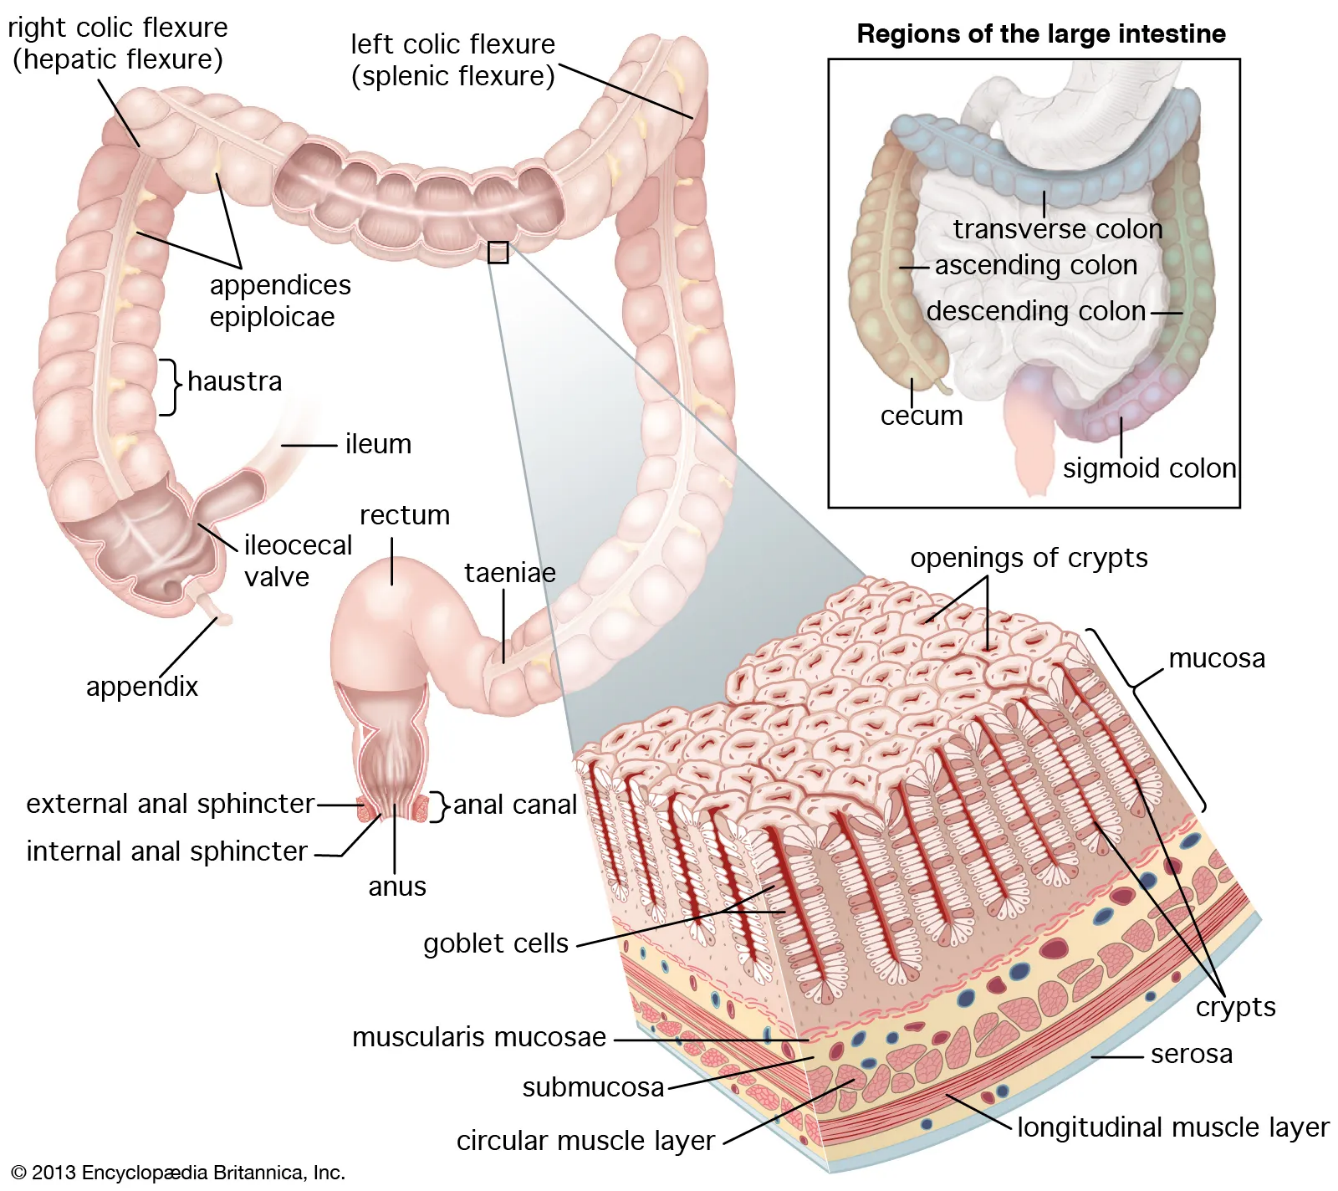 right colic flexure
(hepatic flexure)
left colic flexure
(splenic flexure)
appendices
epiploicae
haustra
ileum
ileocecal
valve
rectum
taeniae
appendix
external anal sphincter
anal canal
internal anal sphincter
anus
Regions of the large intestine
transverse colon
ascending colon
descending colon
cecum
sigmoid colon
openings of crypts
mucosa
goblet cells
crypts
muscularis mucosae
serosa
submucosa
longitudinal muscle layer
circular muscle layer
© 2013 Encyclopædia Britannica, Inc.